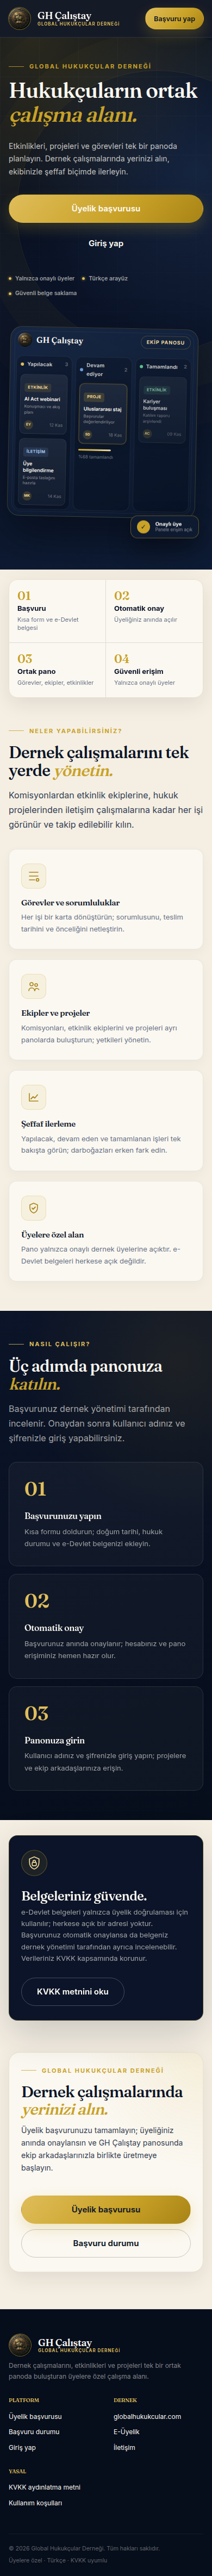 GH Çalıştay
GLOBAL HUKUKÇULAR DERNEĞİ
Başvuru yap
GLOBAL HUKUKÇULAR DERNEĞİ
Hukukçuların ortak
çalışma alanı.
Etkinlikleri, projeleri ve görevleri tek bir panoda
planlayın. Dernek çalışmalarında yerinizi alın,
ekibinizle şeffaf biçimde ilerleyin.
Üyelik başvurusu
Giriş yap
Yalnızca onaylı üyeler
Türkçe arayüz
Güvenli belge saklama
GH Çalıştay
EKİP PANOSU
Yapılacak
Devam
ediyor
Tamamlandı
ETKİNLİK
AI Act webinari
PROJE
Uluslararası staj
ETKİNLİK
Kariyer
buluşması
İLETİŞİM
Üye
bilgilendirme
Onaylı üye
Panele erişim açık
01
Başvuru
Kısa form ve e-Devlet
belgesi
02
Otomatik onay
Üyeliğiniz anında açılır
03
Ortak pano
Görevler, ekipler, etkinlikler
04
Güvenli erişim
Yalnızca onaylı üyeler
NELER YAPABİLİRSİNİZ?
Dernek çalışmalarını tek
yerde yönetin.
Komisyonlardan etkinlik ekiplerine, hukuk
projelerinden iletişim çalışmalarına kadar her işi
görünür ve takip edilebilir kılın.
Görevler ve sorumluluklar
Her işi bir karta dönüştürün; sorumlusunu, teslim
tarihini ve önceliğini netleştirin.
Ekipler ve projeler
Komisyonları, etkinlik ekiplerini ve projeleri ayrı
panolarda buluşturun; yetkileri yönetin.
Şeffaf ilerleme
Yapılacak, devam eden ve tamamlanan işleri tek
bakışta görün; darboğazları erken fark edin.
Üyelere özel alan
Pano yalnızca onaylı dernek üyelerine açıktır. e-
Devlet belgeleri herkese açık değildir.
NASIL ÇALIŞIR?
Üç adımda panonuza
katılın.
Başvurunuz dernek yönetimi tarafından
incelenir. Onaydan sonra kullanıcı adınız ve
şifrenizle giriş yapabilirsiniz.
01
Başvurunuzu yapın
Kısa formu doldurun; doğum tarihi, hukuk
durumu ve e-Devlet belgenizi ekleyin.
02
Otomatik onay
Başvurunuz anında onaylanır; hesabınız ve pano
erişiminiz hemen hazır olur.
03
Panonuza girin
Kullanıcı adınız ve şifrenizle giriş yapın; projelere
ve ekip arkadaşlarınıza erişin.
Belgeleriniz güvende.
e-Devlet belgeleri yalnızca üyelik doğrulaması için
kullanılır; herkese açık bir adresi yoktur.
Başvurunuz otomatik onaylansa da belgeniz
dernek yönetimi tarafından ayrıca incelenebilir.
Verileriniz KVKK kapsamında korunur.
KVKK metnini oku
GLOBAL HUKUKÇULAR DERNEĞİ
Dernek çalışmalarında
yerinizi alın.
Üyelik başvurunuzu tamamlayın; üyeliğiniz
anında onaylansın ve GH Çalıştay panosunda
ekip arkadaşlarınızla birlikte üretmeye
başlayın.
Üyelik başvurusu
Başvuru durumu
GH Çalıştay
GLOBAL HUKUKÇULAR DERNEĞİ
Dernek çalışmalarını, etkinlikleri ve projeleri tek bir ortak
panoda buluşturan üyelere özel çalışma alanı.
PLATFORM
Üyelik başvurusu
Başvuru durumu
Giriş yap
DERNEK
globalhukukcular.com
E-Üyelik
İletişim
YASAL
KVKK aydınlatma metni
Kullanım koşulları
© 2026 Global Hukukçular Derneği. Tüm hakları saklıdır.
Üyelere özel · Türkçe · KVKK uyumlu